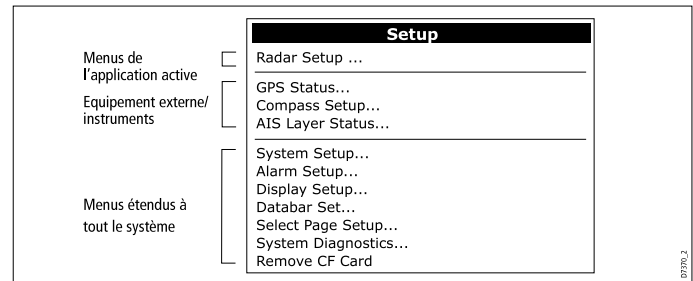 Setup
Menus de
l'application active
Radar Setup ...
Equipement externe/
instruments
GPS Status...
Compass Setup...
AIS Layer Status...
Menus étendus à
tout le système
System Setup...
Alarm Setup...
Display Setup...
Databar Set...
Select Page Setup...
System Diagnostics...
Remove CF Card
D7370_2